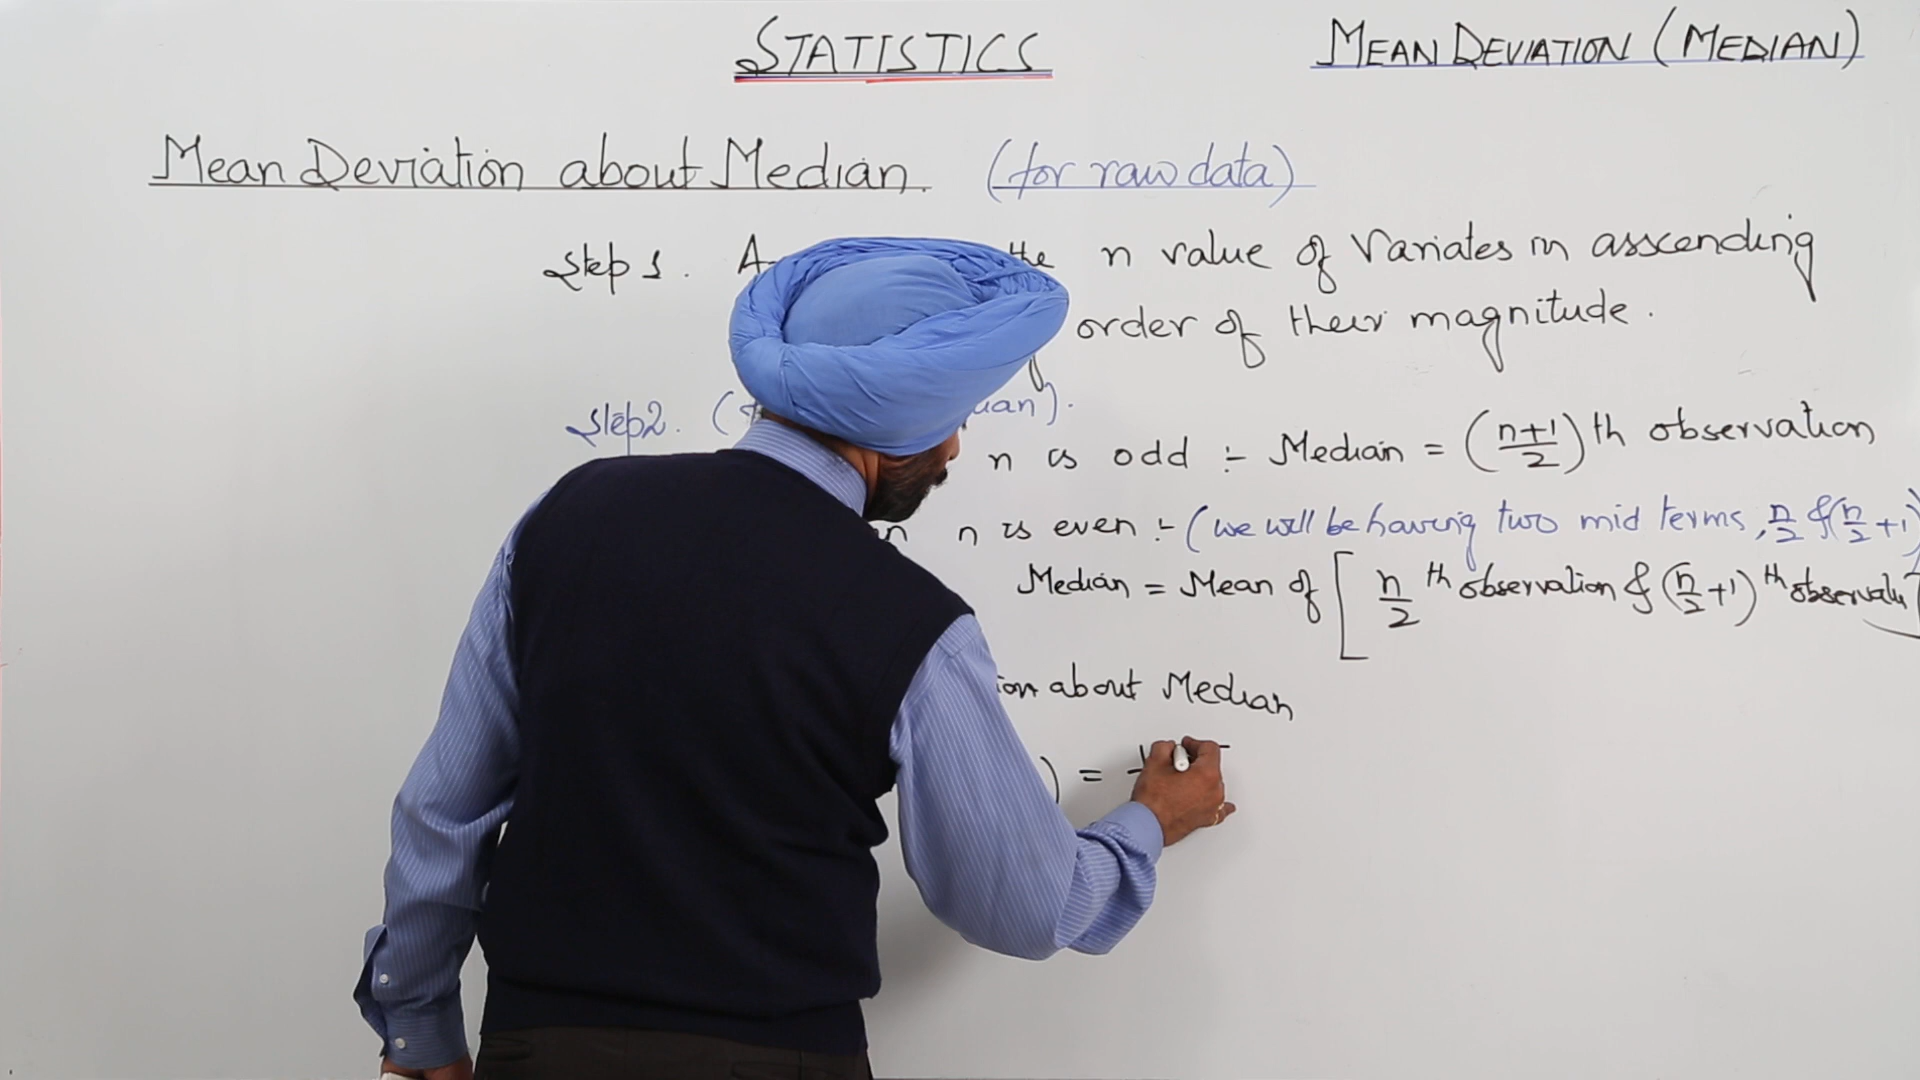 STATISTICS
MEAN DEVIATION (MEDIAN)
Mean Deviation about Median. (for raw data)
Step 1. the n value of Variates in asscending
order of their magnitude.
Step 2. (
n is odd :- Median = (n+1/2)th observation
n is even :- (we will be having two mid terms, n/2 & (n/2+1)
Median = Mean of [n/2 th observation & (n/2+1)th
about Median
) =